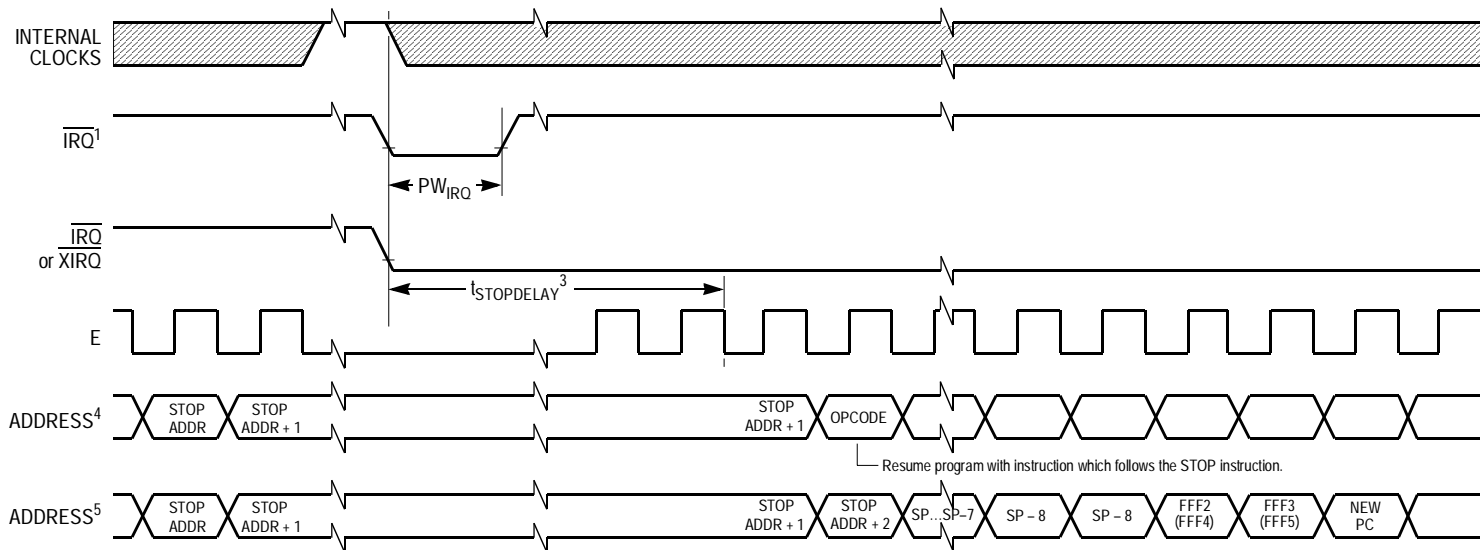 INTERNAL
CLOCKS
IRQ1
PWIRQ
IRQ
or XIRQ
tSTOPDELAY3
E
ADDRESS4
STOP
ADDR
STOP
ADDR + 1
STOP
ADDR + 1
OPCODE
Resume program with instruction which follows the STOP instruction.
ADDRESS5
STOP
ADDR
STOP
ADDR + 1
STOP
ADDR + 1
STOP
ADDR + 2
SP...SP–7
SP – 8
SP – 8
FFF2
(FFF4)
FFF3
(FFF5)
NEW
PC